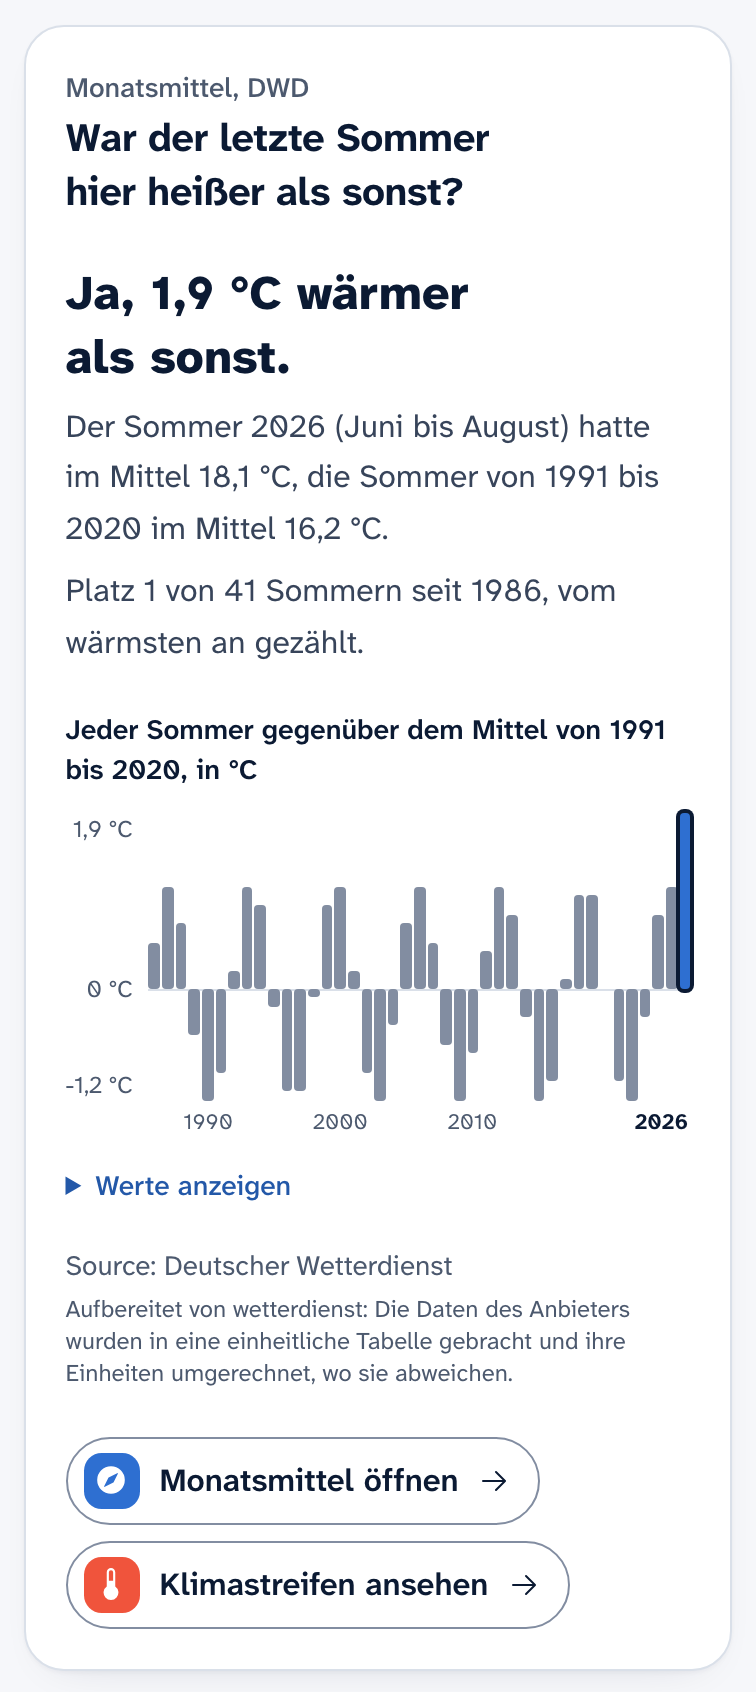 Monatsmittel, DWD
War der letzte Sommer
hier heißer als sonst?
Ja, 1,9 °C wärmer
als sonst.
Der Sommer 2026 (Juni bis August) hatte
im Mittel 18,1 °C, die Sommer von 1991 bis
2020 im Mittel 16,2 °C.
Platz 1 von 41 Sommern seit 1986, vom
wärmsten an gezählt.
Jeder Sommer gegenüber dem Mittel von 1991
bis 2020, in °C
1,9 °C
0 °C
-1,2 °C
1990 2000 2010 2026
Werte anzeigen
Source: Deutscher Wetterdienst
Aufbereitet von wetterdienst: Die Daten des Anbieters
wurden in eine einheitliche Tabelle gebracht und ihre
Einheiten umgerechnet, wo sie abweichen.
Monatsmittel öffnen →
Klimastreifen ansehen →